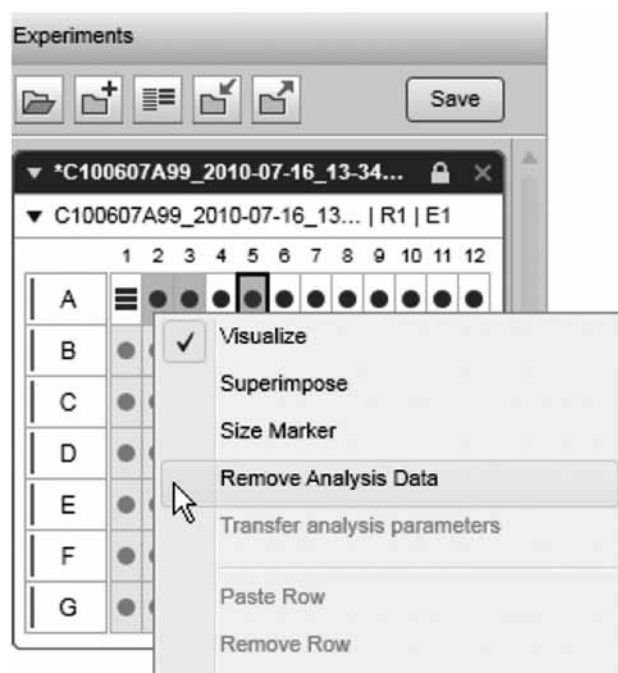 Experiments
Save
*C100607A99_2010-07-16_13-34...
C100607A99_2010-07-16_13... | R1 | E1
1 2 3 4 5 6 7 8 9 10 11 12
A
B
C
D
E
F
G
Visualize
Superimpose
Size Marker
Remove Analysis Data
Transfer analysis parameters
Paste Row
Remove Row